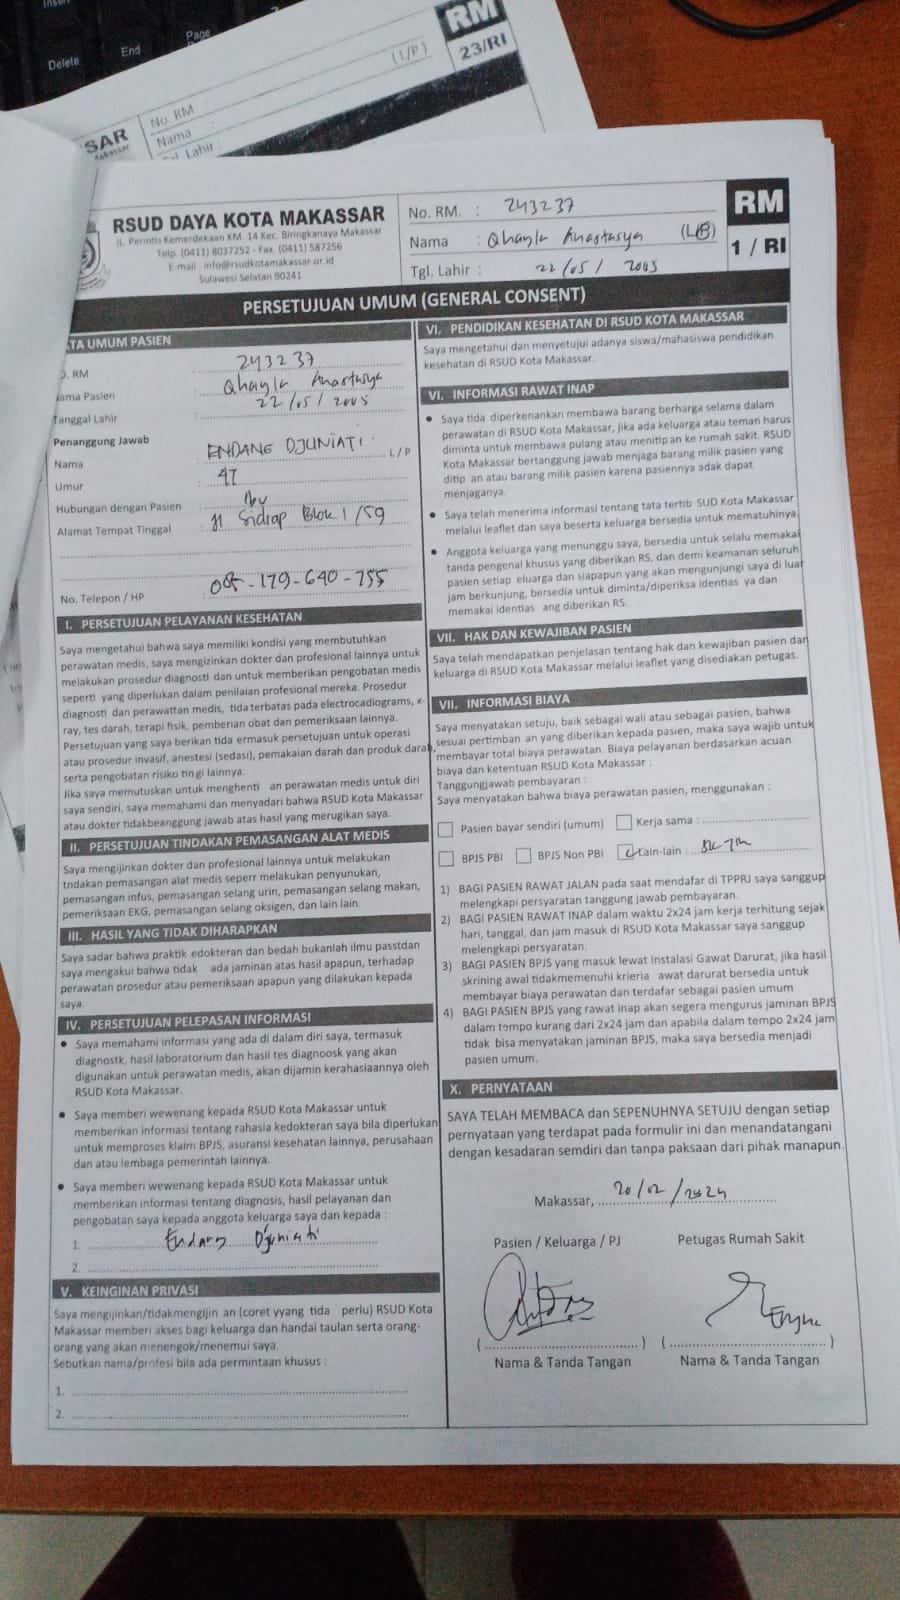 Insert
Delete
End
Page
RM
23/RI
(L/P)
No. RM
Nama :
Lahir :
SAR
Makassar
RSUD DAYA KOTA MAKASSAR
JL. Perintis Kemerdekaan KM. 14 Kec. Biringkanaya Makassar
Telp. (0411) 8037252 - Fax. (0411) 587256
E-mail : info@rsudkotamakassar.or.id
Sulawesi Selatan 90241
No. RM. : 243237
Nama : Qhayla Anastasya
Tgl. Lahir : 22/05/2005
RM
1 / RI
PERSETUJUAN UMUM (GENERAL CONSENT)
TA UMUM PASIEN
. RM 243237
ama Pasien Qhayla Anastasya
Tanggal Lahir : 22/05/2005
Penanggung Jawab
Nama : ENDANG DJUNIATI L/P
Umur : 47
Hubungan dengan Pasien : Ibu
Alamat Tempat Tinggal : Jl Sidrap Blok I /59
No. Telepon / HP : 085-179-640-755
I. PERSETUJUAN PELAYANAN KESEHATAN
Saya mengetahui bahwa saya memiliki kondisi yang membutuhkan
perawatan medis, saya mengizinkan dokter dan profesional lainnya untuk
melakukan prosedur diagnosti dan untuk memberikan pengobatan medis
seperti yang diperlukan dalam penilaian profesional mereka. Prosedur
diagnosti dan perawattan medis, tida terbatas pada electrocadiograms, x-
ray, tes darah, terapi fisik, pemberian obat dan pemeriksaan lainnya.
Persetujuan yang saya berikan tida ermasuk persetujuan untuk operasi
atau prosedur invasif, anestesi (sedasi), pemakaian darah dan produk darah,
serta pengobatan risiko tin gi lainnya.
Jika saya memutuskan untuk menghenti an perawatan medis untuk diri
saya sendiri, saya memahami dan menyadari bahwa RSUD Kota Makassar
atau dokter tidakbeanggung jawab atas hasil yang merugikan saya.
II. PERSETUJUAN TINDAKAN PEMASANGAN ALAT MEDIS
Saya mengijinkan dokter dan profesional lainnya untuk melakukan
tndakan pemasangan alat medis seperr melakukan penyunukan,
pemasangan infus, pemasangan selang urin, pemasangan selang makan,
pemeriksaan EKG, pemasangan selang oksigen, dan lain lain.
III. HASIL YANG TIDAK DIHARAPKAN
Saya sadar bahwa praktik edokteran dan bedah bukanlah ilmu passtdan
saya mengakui bahwa tidak ada jaminan atas hasil apapun, terhadap
perawatan prosedur atau pemeriksaan apapun yang dilakukan kepada
saya.
IV. PERSETUJUAN PELEPASAN INFORMASI
• Saya memahami informasi yang ada di dalam diri saya, termasuk
diagnostk, hasil laboratorium dan hasil tes diagnoosk yang akan
digunakan untuk perawatan medis, akan dijamin kerahasiaannya oleh
RSUD Kota Makassar.
• Saya memberi wewenang kepada RSUD Kota Makassar untuk
memberikan informasi tentang rahasia kedokteran saya bila diperlukan
untuk memproses klaim BPJS, asuransi kesehatan lainnya, perusahaan
dan atau lembaga pemerintah lainnya.
• Saya memberi wewenang kepada RSUD Kota Makassar untuk
memberikan informasi tentang diagnosis, hasil pelayanan dan
pengobatan saya kepada anggota keluarga saya dan kepada :
1. Endang Djuniati
2.
V. KEINGINAN PRIVASI
Saya mengijinkan/tidakmengijin an (coret yyang tida perlu) RSUD Kota
Makassar memberi akses bagi keluarga dan handai taulan serta orang-
orang yang akan menengok/menemui saya.
Sebutkan nama/profesi bila ada permintaan khusus :
1.
2.
VI. PENDIDIKAN KESEHATAN DI RSUD KOTA MAKASSAR
Saya mengetahui dan menyetujui adanya siswa/mahasiswa pendidikan
kesehatan di RSUD Kota Makassar.
VI. INFORMASI RAWAT INAP
• Saya tida diperkenankan membawa barang berharga selama dalam
perawatan di RSUD Kota Makassar, jika ada keluarga atau teman harus
diminta untuk membawa pulang atau menitip an ke rumah sakit. RSUD
Kota Makassar bertanggung jawab menjaga barang milik pasien yang
ditip an atau barang milik pasien karena pasiennya adak dapat
menjaganya.
• Saya telah menerima informasi tentang tata tertib SUD Kota Makassar
melalui leaflet dan saya beserta keluarga bersedia untuk mematuhinya
• Anggota keluarga yang menunggu saya, bersedia untuk selalu memakai
tanda pengenal khusus yang diberikan RS, dan demi keamanan seluruh
pasien setiap eluarga dan siapapun yang akan mengunjungi saya di luar
jam berkunjung, bersedia untuk diminta/diperiksa identias ya dan
memakai identias ang diberikan RS.
VII. HAK DAN KEWAJIBAN PASIEN
Saya telah mendapatkan penjelasan tentang hak dan kewajiban pasien dan
keluarga di RSUD Kota Makassar melalui leaflet yang disediakan petugas.
VII. INFORMASI BIAYA
Saya menyatakan setuju, baik sebagai wali atau sebagai pasien, bahwa
sesuai pertimban an yang diberikan kepada pasien, maka saya wajib untuk
membayar total biaya perawatan. Biaya pelayanan berdasarkan acuan
biaya dan ketentuan RSUD Kota Makassar :
Tanggungjawab pembayaran :
Saya menyatakan bahwa biaya perawatan pasien, menggunakan :
Pasien bayar sendiri (umum) Kerja sama :
BPJS PBI BPJS Non PBI Lain-lain :
1) BAGI PASIEN RAWAT JALAN pada saat mendafar di TPPRJ saya sanggup
melengkapi persyaratan tanggung jawab pembayaran.
2) BAGI PASIEN RAWAT INAP dalam waktu 2x24 jam kerja terhitung sejak
hari, tanggal, dan jam masuk di RSUD Kota Makassar saya sanggup
melengkapi persyaratan.
3) BAGI PASIEN BPJS yang masuk lewat Instalasi Gawat Darurat, jika hasil
skrining awal tidakmemenuhi krieria awat darurat bersedia untuk
membayar biaya perawatan dan terdafar sebagai pasien umum
4) BAGI PASIEN BPJS yang rawat inap akan segera mengurus jaminan BPJS
dalam tempo kurang dari 2x24 jam dan apabila dalam tempo 2x24 jam
tidak bisa menyatakan jaminan BPJS, maka saya bersedia menjadi
pasien umum.
X. PERNYATAAN
SAYA TELAH MEMBACA dan SEPENUHNYA SETUJU dengan setiap
pernyataan yang terdapat pada formulir ini dan menandatangani
dengan kesadaran semdiri dan tanpa paksaan dari pihak manapun.
Makassar, 20/02/2024
Pasien / Keluarga / PJ Petugas Rumah Sakit
Nama & Tanda Tangan Nama & Tanda Tangan